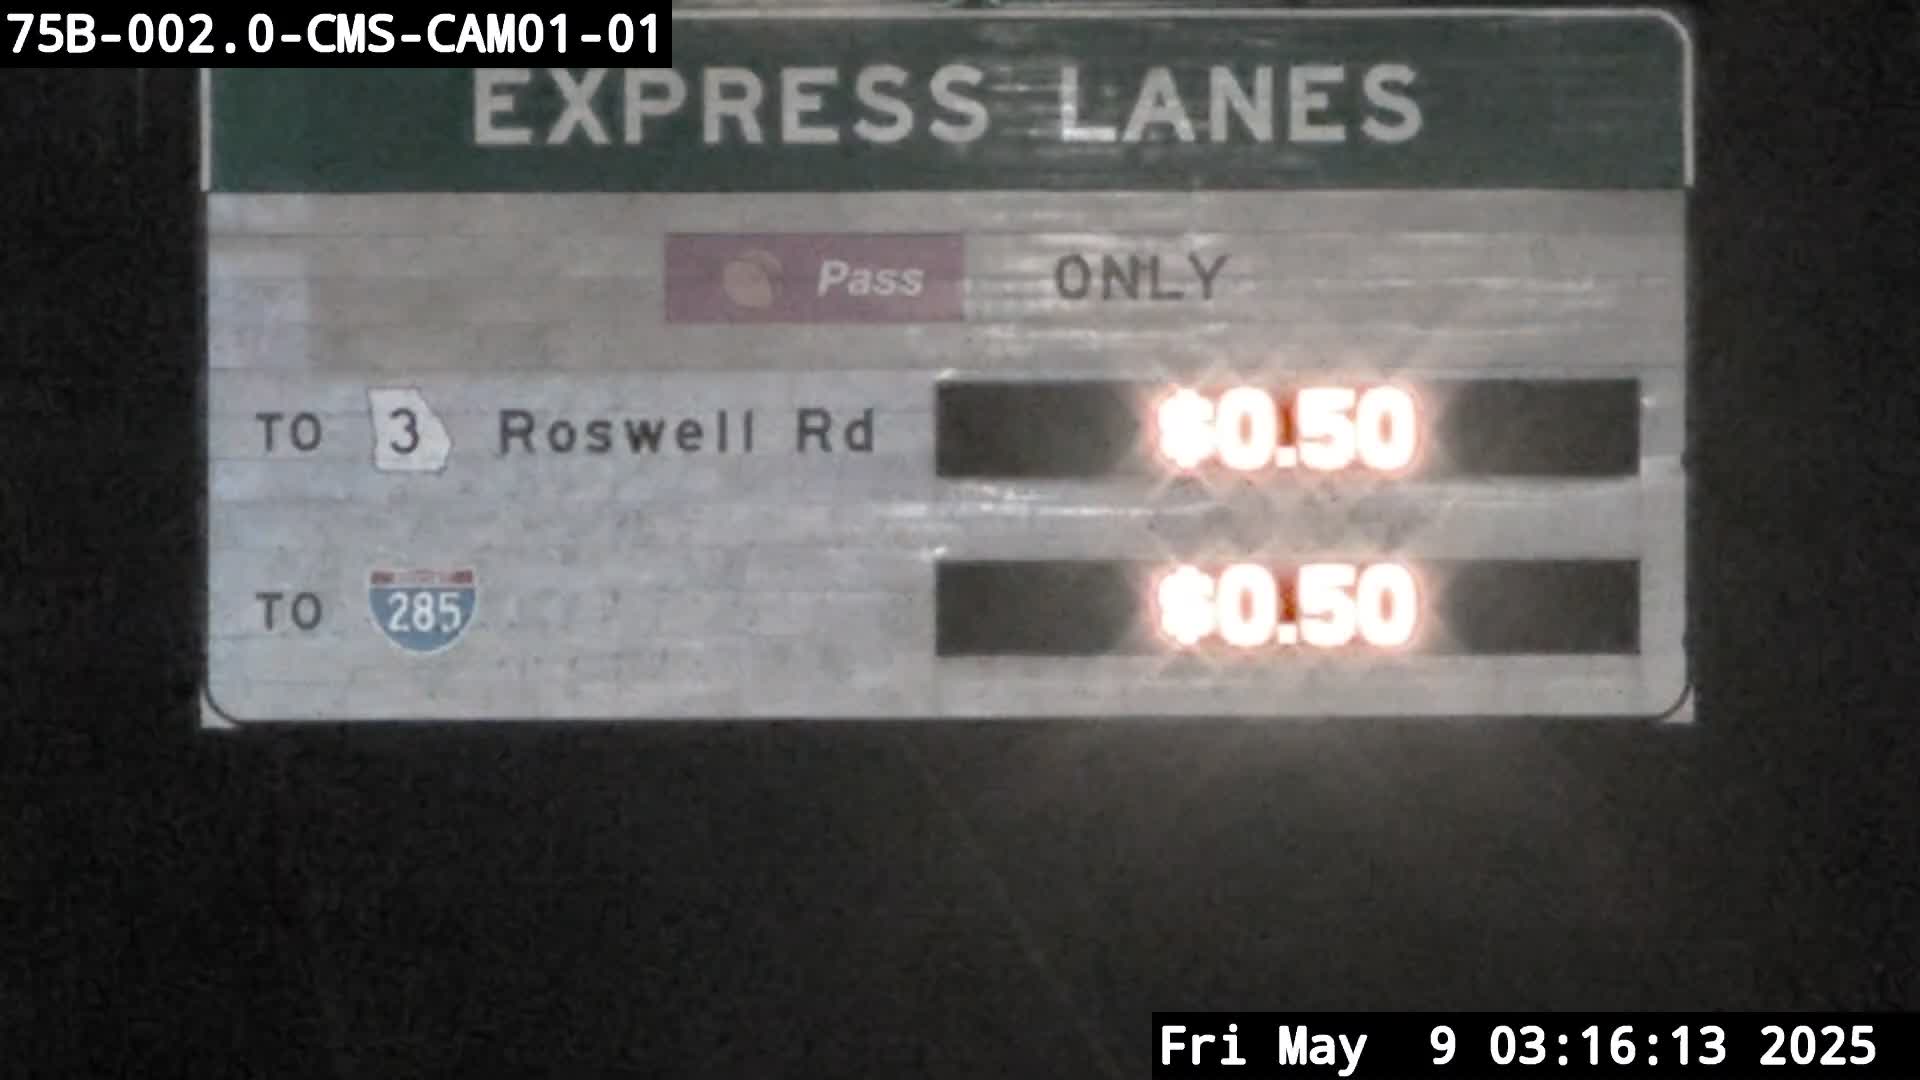 75B-002.0-CMS-CAM01-01
EXPRESS LANES
Pass ONLY
TO 3 Roswell Rd $0.50
TO 285 $0.50
Fri May 9 03:16:13 2025